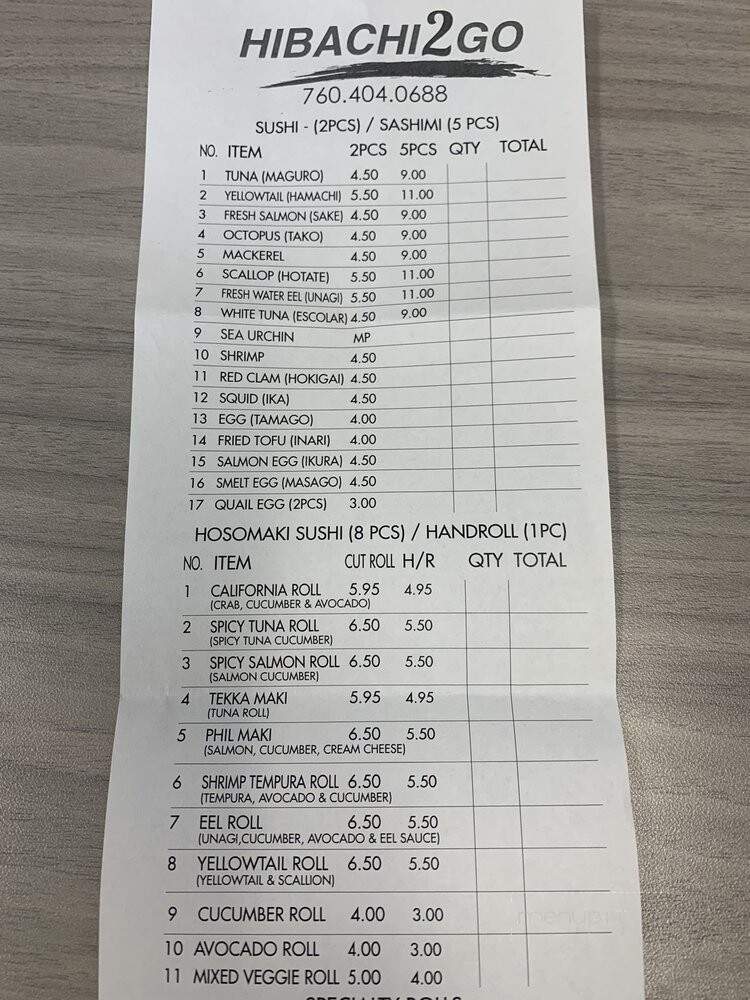 HIBACHI2GO
760.404.0688
SUSHI - (2PCS) / SASHIMI (5 PCS)
NO. ITEM 2PCS 5PCS QTY TOTAL
1 TUNA (MAGURO) 4.50 9.00
2 YELLOWTAIL (HAMACHI) 5.50 11.00
3 FRESH SALMON (SAKE) 4.50 9.00
4 OCTOPUS (TAKO) 4.50 9.00
5 MACKEREL 4.50 9.00
6 SCALLOP (HOTATE) 5.50 11.00
7 FRESH WATER EEL (UNAGI) 5.50 11.00
8 WHITE TUNA (ESCOLAR) 4.50 9.00
9 SEA URCHIN MP
10 SHRIMP 4.50
11 RED CLAM (HOKIGAI) 4.50
12 SQUID (IKA) 4.50
13 EGG (TAMAGO) 4.00
14 FRIED TOFU (INARI) 4.00
15 SALMON EGG (IKURA) 4.50
16 SMELT EGG (MASAGO) 4.50
17 QUAIL EGG (2PCS) 3.00
HOSOMAKI SUSHI (8 PCS) / HANDROLL (1PC)
NO. ITEM CUT ROLL H/R QTY TOTAL
1 CALIFORNIA ROLL 5.95 4.95
(CRAB, CUCUMBER & AVOCADO)
2 SPICY TUNA ROLL 6.50 5.50
(SPICY TUNA CUCUMBER)
3 SPICY SALMON ROLL 6.50 5.50
(SALMON CUCUMBER)
4 TEKKA MAKI 5.95 4.95
(TUNA ROLL)
5 PHIL MAKI 6.50 5.50
(SALMON, CUCUMBER, CREAM CHEESE)
6 SHRIMP TEMPURA ROLL 6.50 5.50
(TEMPURA, AVOCADO & CUCUMBER)
7 EEL ROLL 6.50 5.50
(UNAGI,CUCUMBER, AVOCADO & EEL SAUCE)
8 YELLOWTAIL ROLL 6.50 5.50
(YELLOWTAIL & SCALLION)
9 CUCUMBER ROLL 4.00 3.00
10 AVOCADO ROLL 4.00 3.00
11 MIXED VEGGIE ROLL 5.00 4.00
SPECIALTY ROLLS